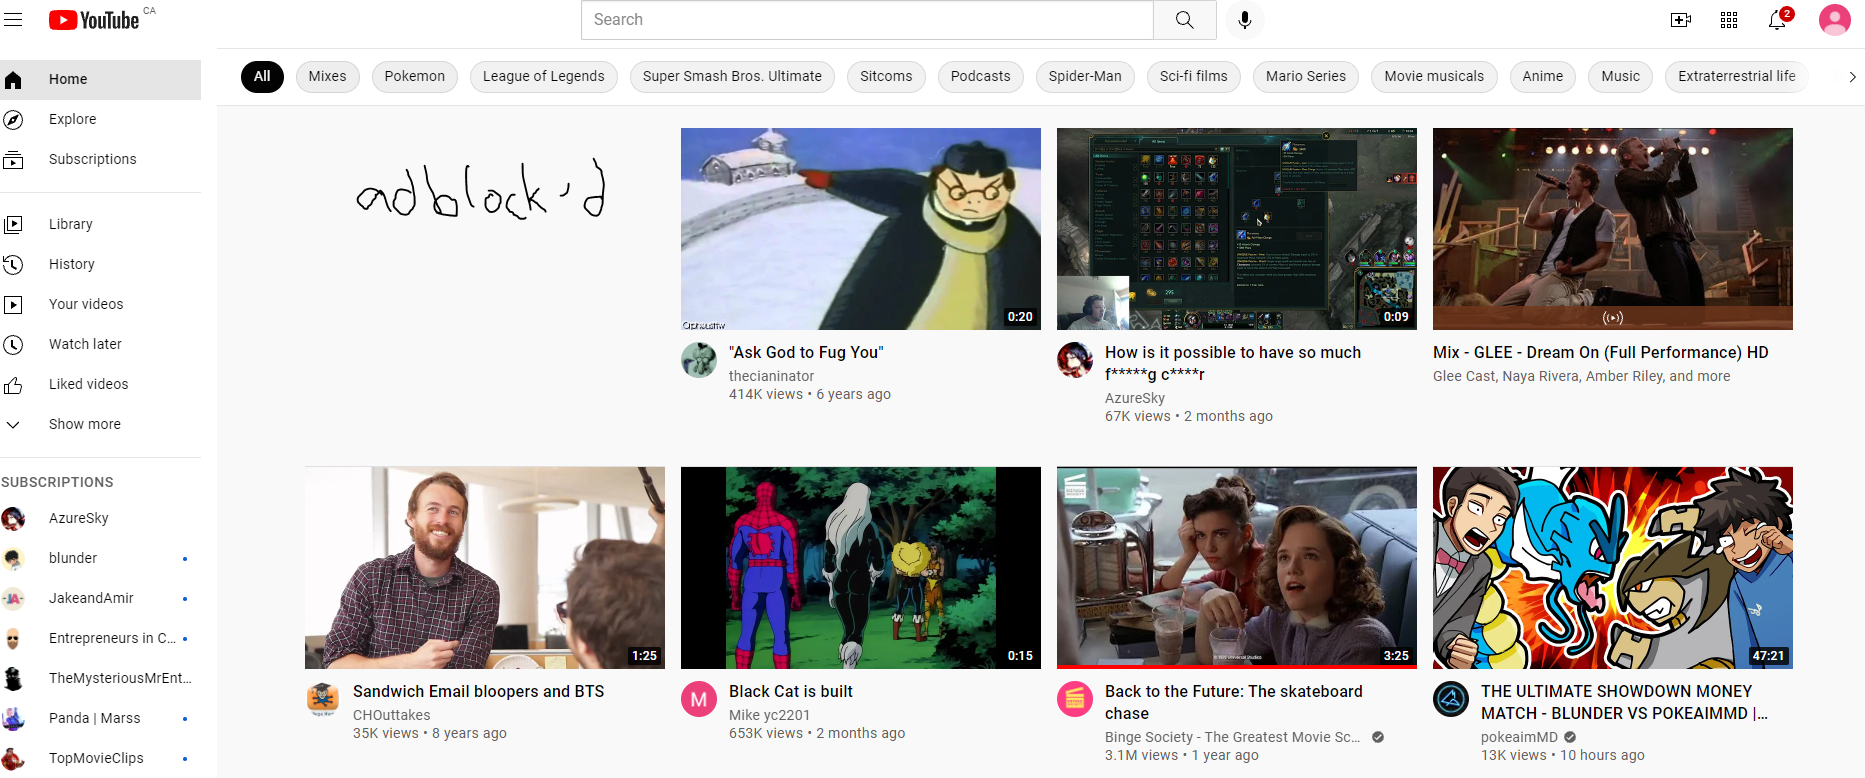 YouTube CA
Search
2
Home
Explore
Subscriptions
Library
History
Your videos
Watch later
Liked videos
Show more
SUBSCRIPTIONS
AzureSky
blunder
JakeandAmir
Entrepreneurs in C...
TheMysteriousMrEnt...
Panda | Marss
TopMovieClips
All Mixes Pokemon League of Legends Super Smash Bros. Ultimate Sitcoms Podcasts Spider-Man Sci-fi films Mario Series Movie musicals Anime Music Extraterrestrial life
adblock'd
0:20
"Ask God to Fug You"
thecianinator
414K views • 6 years ago
295
0:09
How is it possible to have so much
f*****g c****r
AzureSky
67K views • 2 months ago
Mix - GLEE - Dream On (Full Performance) HD
Glee Cast, Naya Rivera, Amber Riley, and more
1:25
Sandwich Email bloopers and BTS
CHOuttakes
35K views • 8 years ago
0:15
M
Black Cat is built
Mike yc2201
653K views • 2 months ago
3:25
Back to the Future: The skateboard
chase
Binge Society - The Greatest Movie Sc...
3.1M views • 1 year ago
47:21
THE ULTIMATE SHOWDOWN MONEY
MATCH - BLUNDER VS POKEAIMMD |...
pokeaimMD
13K views • 10 hours ago